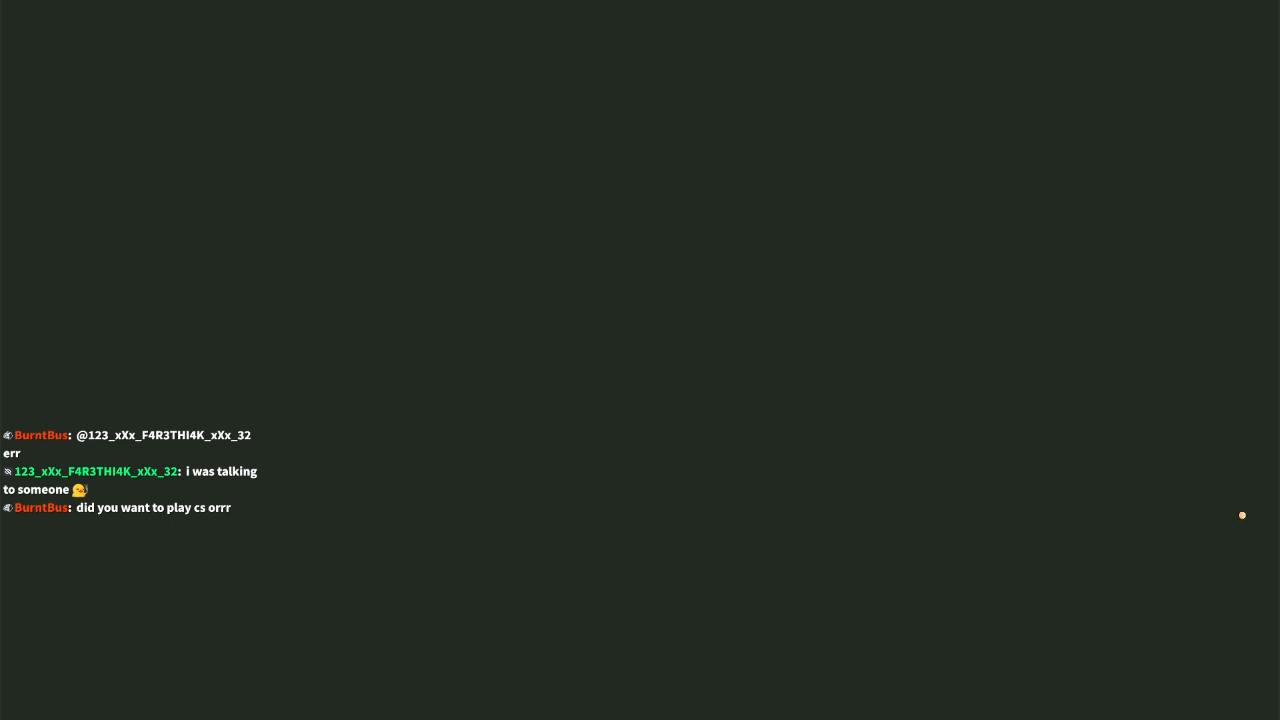 BurntBus: @123_xXx_F4R3THI4K_xXx_32
err
123_xXx_F4R3THI4K_xXx_32: i was talking
to someone
BurntBus: did you want to play cs orrr